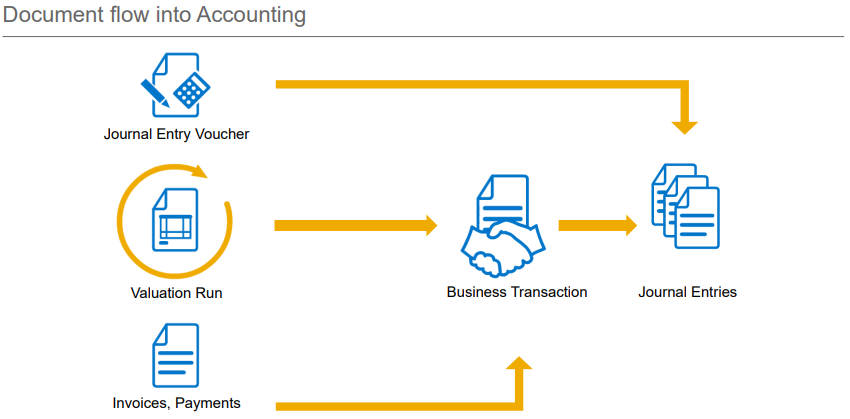 Document flow into Accounting
Journal Entry Voucher
Valuation Run
Business Transaction
Journal Entries
Invoices, Payments